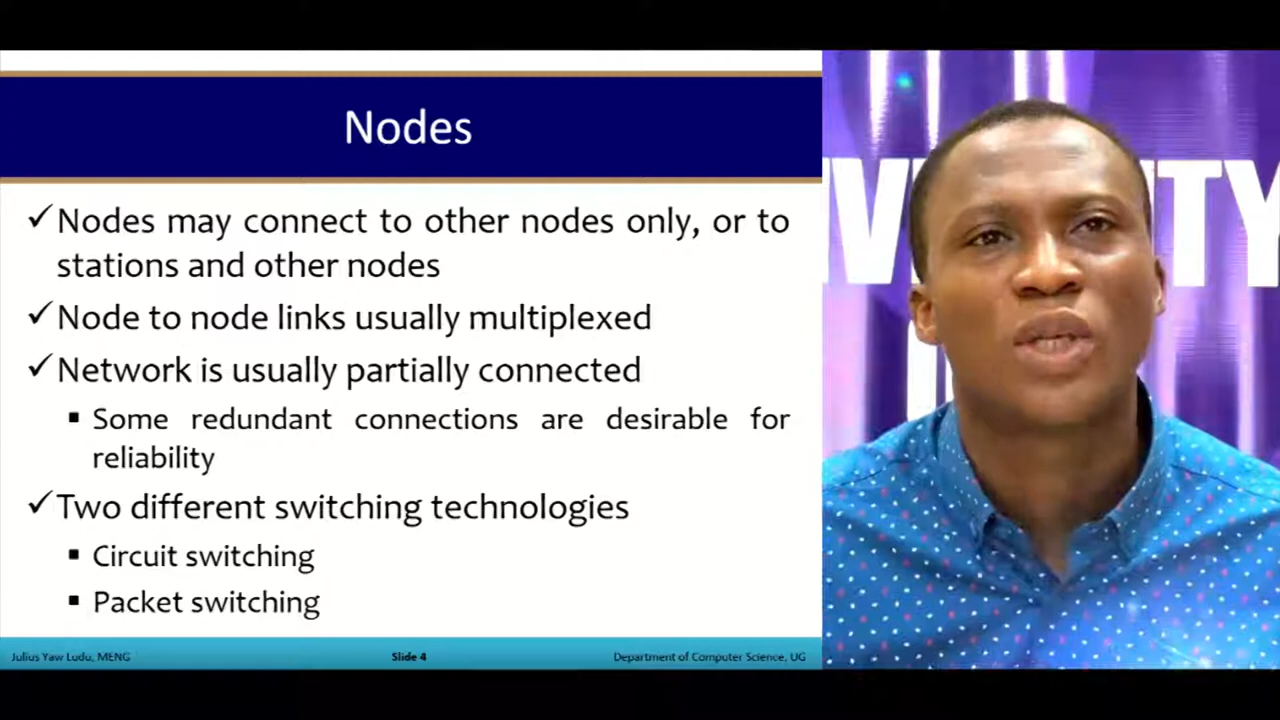 Nodes
✓Nodes may connect to other nodes only, or to
stations and other nodes
✓Node to node links usually multiplexed
✓Network is usually partially connected
▪ Some redundant connections are desirable for
reliability
✓Two different switching technologies
▪ Circuit switching
▪ Packet switching
Julius Yaw Ludu, MENG
Slide 4
Department of Computer Science, UG